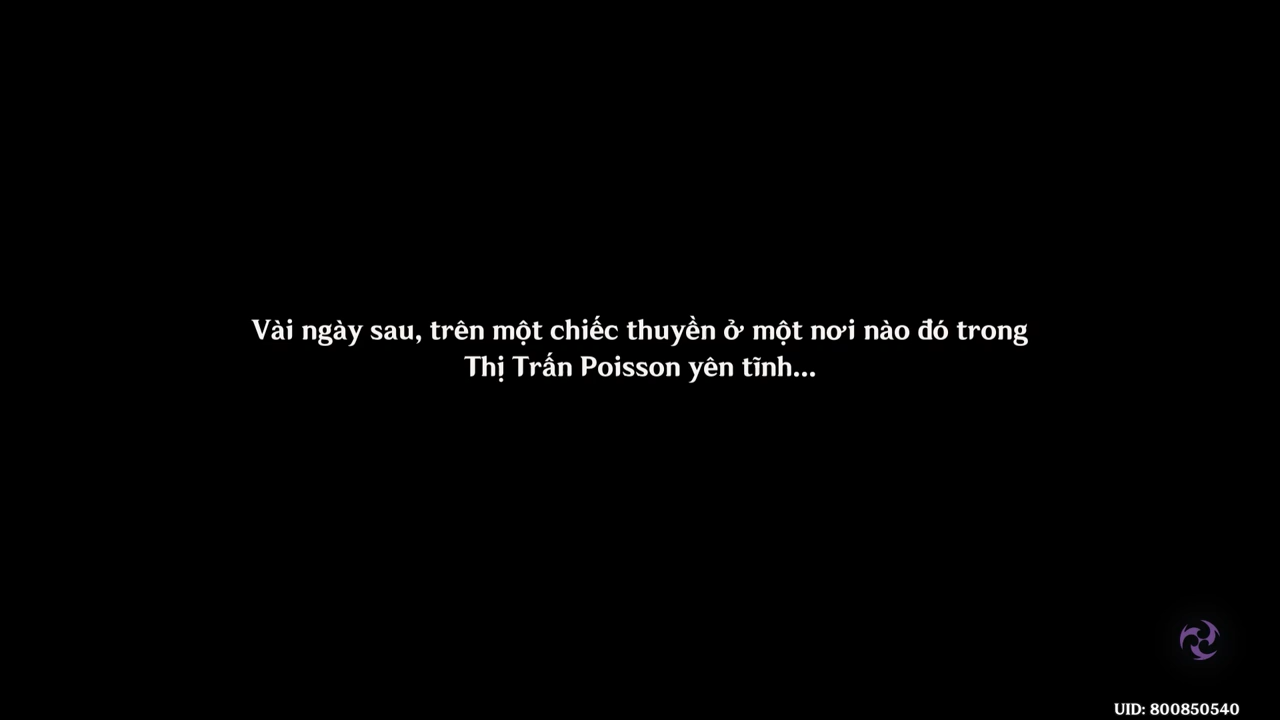 Vài ngày sau, trên một chiếc thuyền ở một nơi nào đó trong
Thị Trấn Poisson yên tĩnh...
UID: 800850540